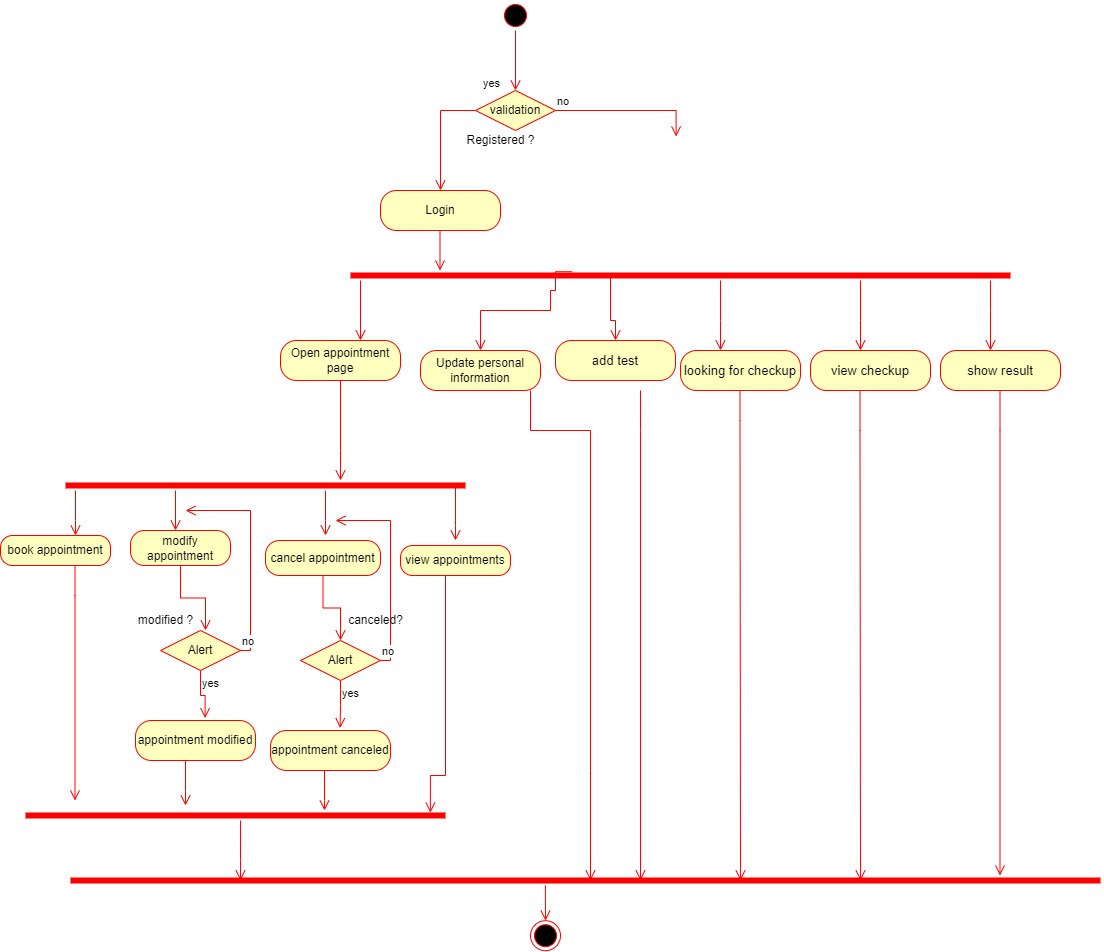 yes
no
validation
Registered ?
Login
Open appointment
page
Update personal
information
add test
looking for checkup
view checkup
show result
book appointment
modify
appointment
cancel appointment
view appointments
modified ?
canceled?
Alert
no
Alert
no
yes
yes
appointment modified
appointment canceled